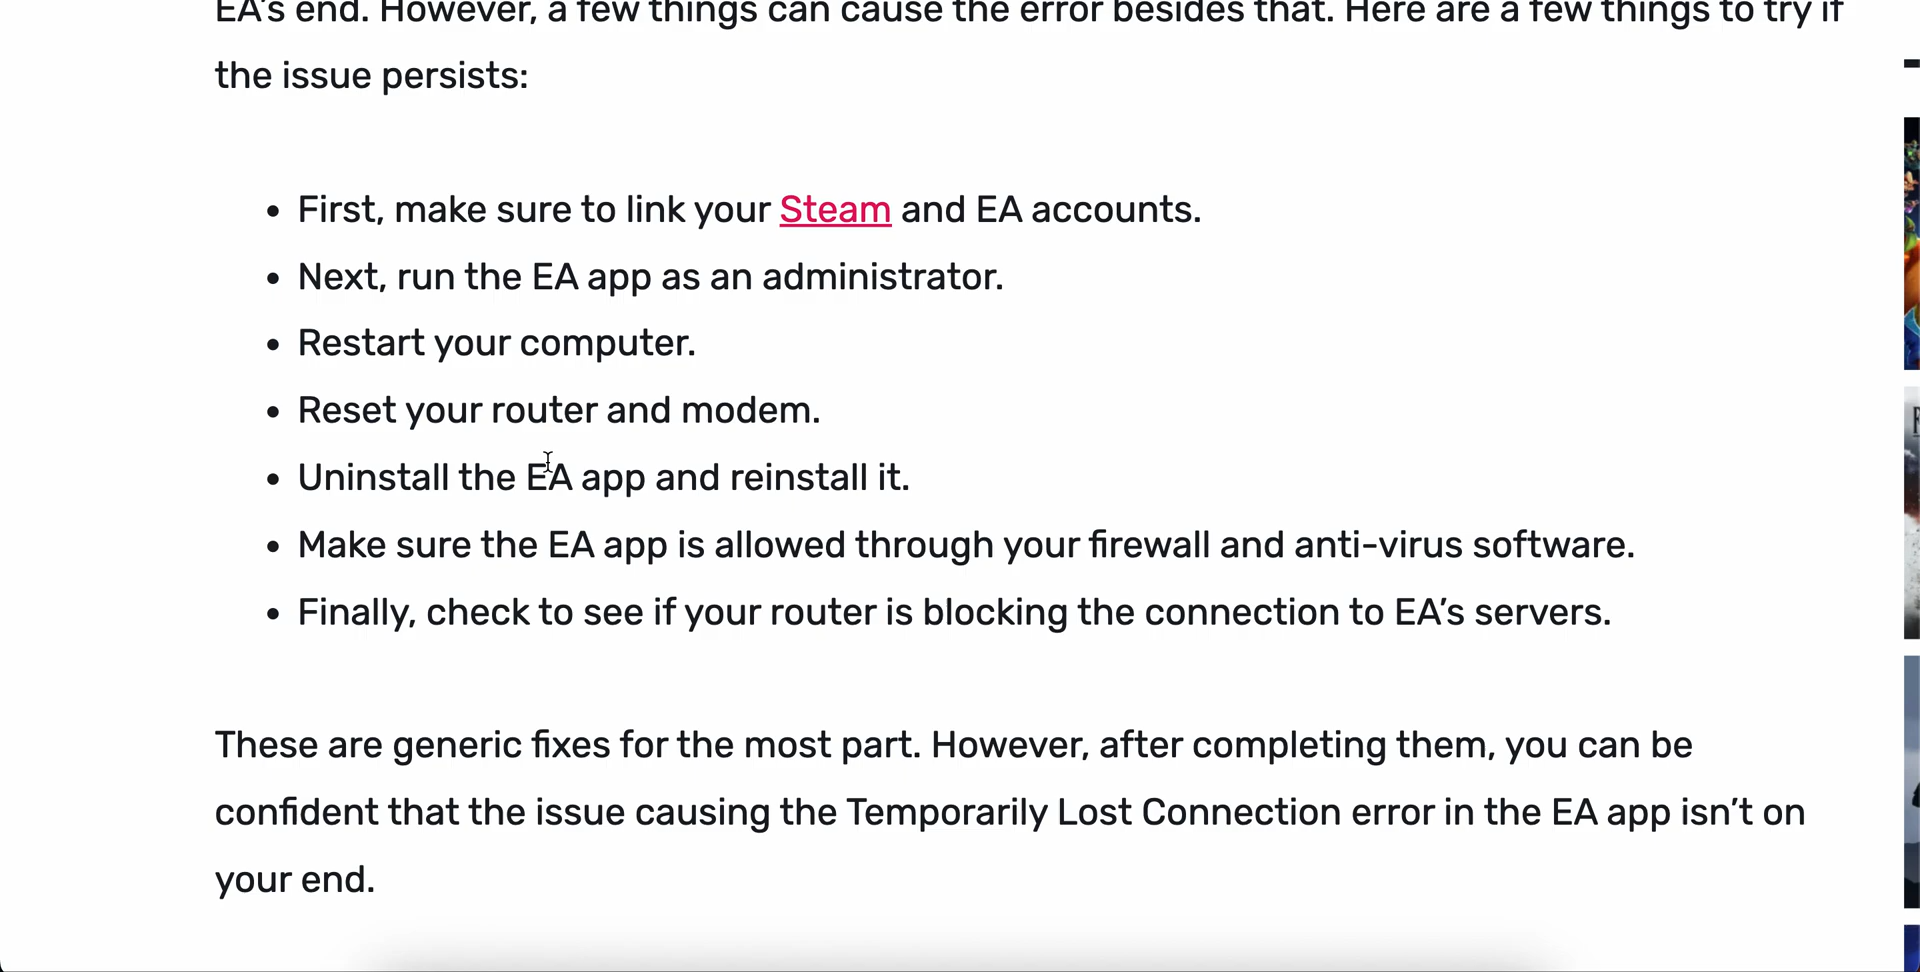 EA's end. However, a few things can cause the error besides that. Here are a few things to try if
the issue persists:
• First, make sure to link your Steam and EA accounts.
• Next, run the EA app as an administrator.
• Restart your computer.
• Reset your router and modem.
• Uninstall the EA app and reinstall it.
• Make sure the EA app is allowed through your firewall and anti-virus software.
• Finally, check to see if your router is blocking the connection to EA’s servers.
These are generic fixes for the most part. However, after completing them, you can be
confident that the issue causing the Temporarily Lost Connection error in the EA app isn’t on
your end.